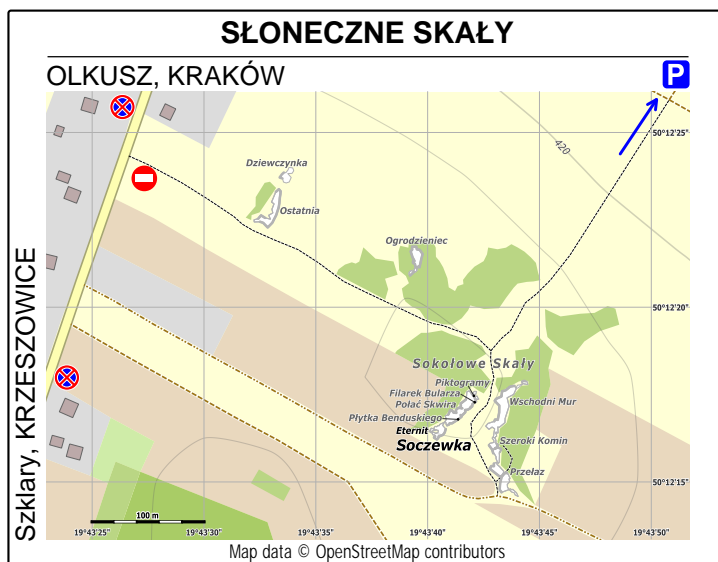 SŁONECZNE SKAŁY
OLKUSZ, KRAKÓW
P
50°12'25"
420
Dziewczynka
Ostatnia
Ogrodzieniec
Szklary, KRZESZOWICE
50°12'20"
Sokołowe Skały
Piktogramy
Filarek Bularza
Połać Skwira
Wschodni Mur
Płytka Benduskiego
Eternit
Soczewka
Szeroki Komin
Przełaz
50°12'15"
100 m
19°43'25"
19°43'30"
19°43'35"
19°43'40"
19°43'45"
19°43'50"
Map data © OpenStreetMap contributors